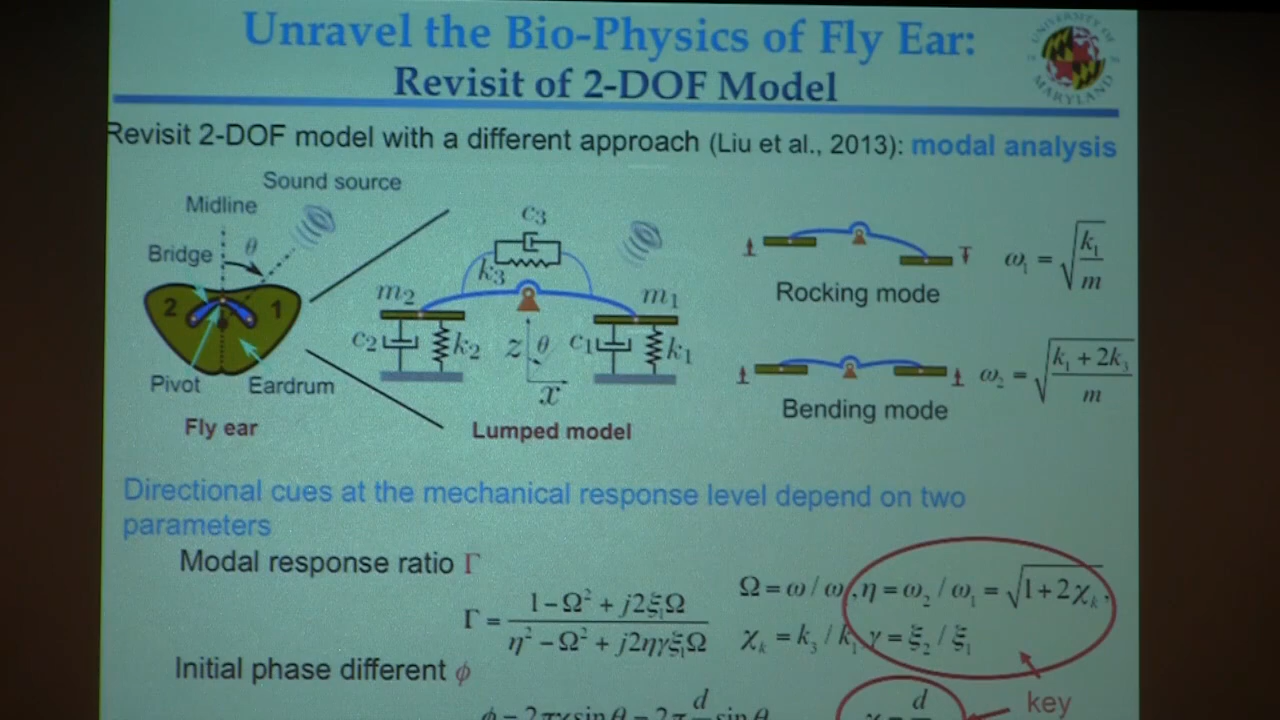 Unravel the Bio-Physics of Fly Ear:
Revisit of 2-DOF Model
UNIVERSITY OF MARYLAND
Revisit 2-DOF model with a different approach (Liu et al., 2013): modal analysis
Sound source
Midline
Bridge θ
2 1
Pivot Eardrum
Fly ear
c₃
k₃
m₂ m₁
c₂ k₂ z θ c₁ k₁
x
Lumped model
Rocking mode
ω₁ = √(k₁/m)
Bending mode
ω₂ = √((k₁ + 2k₃)/m)
Directional cues at the mechanical response level depend on two
parameters
Modal response ratio Γ
Γ = (1 − Ω² + j2ξ₁Ω)/(η² − Ω² + j2ηγξ₁Ω)
Ω = ω / ω, η = ω₂ / ω₁ = √(1 + 2χₖ),
χₖ = k₃ / k₁ γ = ξ₂ / ξ₁
Initial phase different ϕ
key
d
sin θ
d